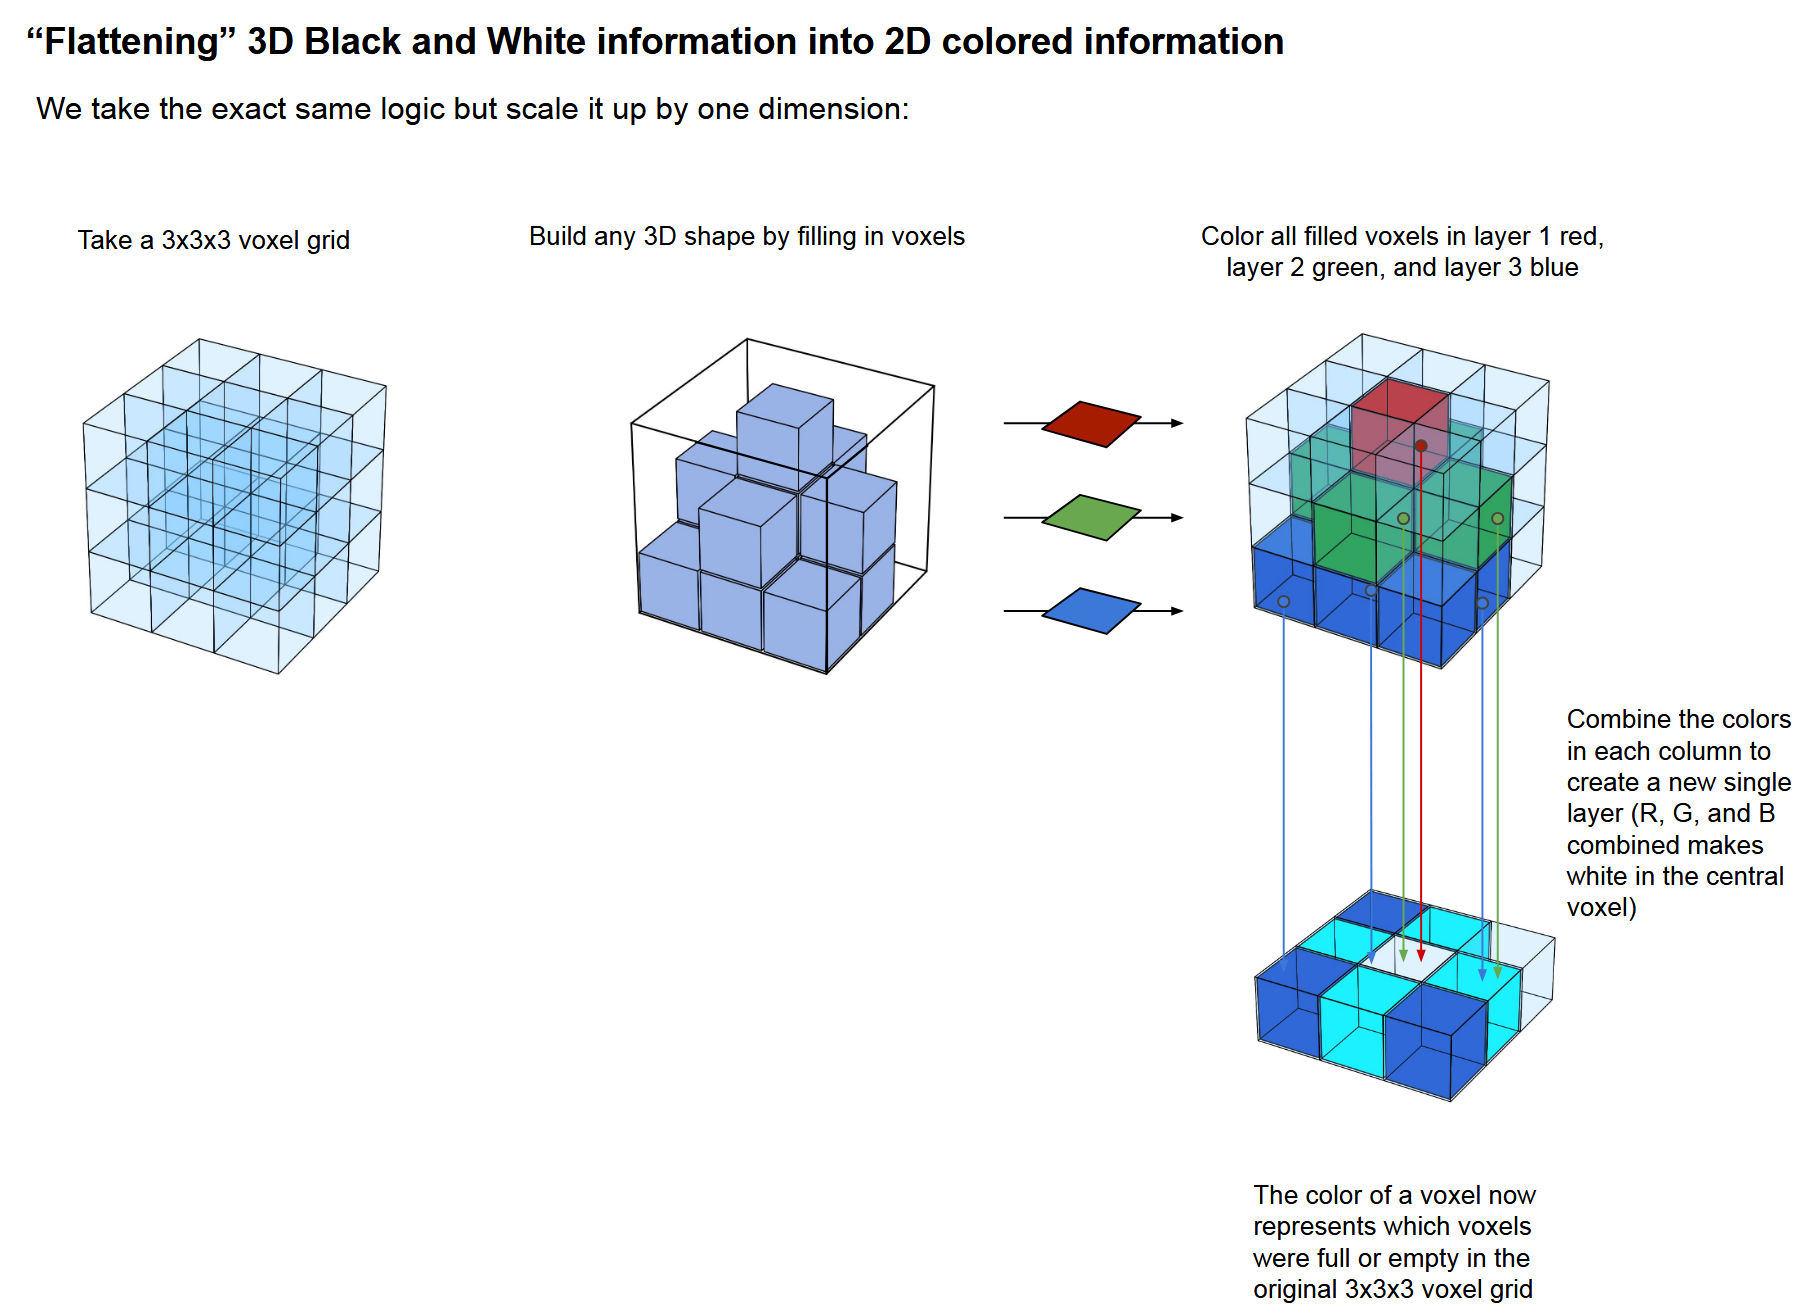 “Flattening” 3D Black and White information into 2D colored information
We take the exact same logic but scale it up by one dimension:
Take a 3x3x3 voxel grid
Build any 3D shape by filling in voxels
Color all filled voxels in layer 1 red,
layer 2 green, and layer 3 blue
Combine the colors
in each column to
create a new single
layer (R, G, and B
combined makes
white in the central
voxel)
The color of a voxel now
represents which voxels
were full or empty in the
original 3x3x3 voxel grid